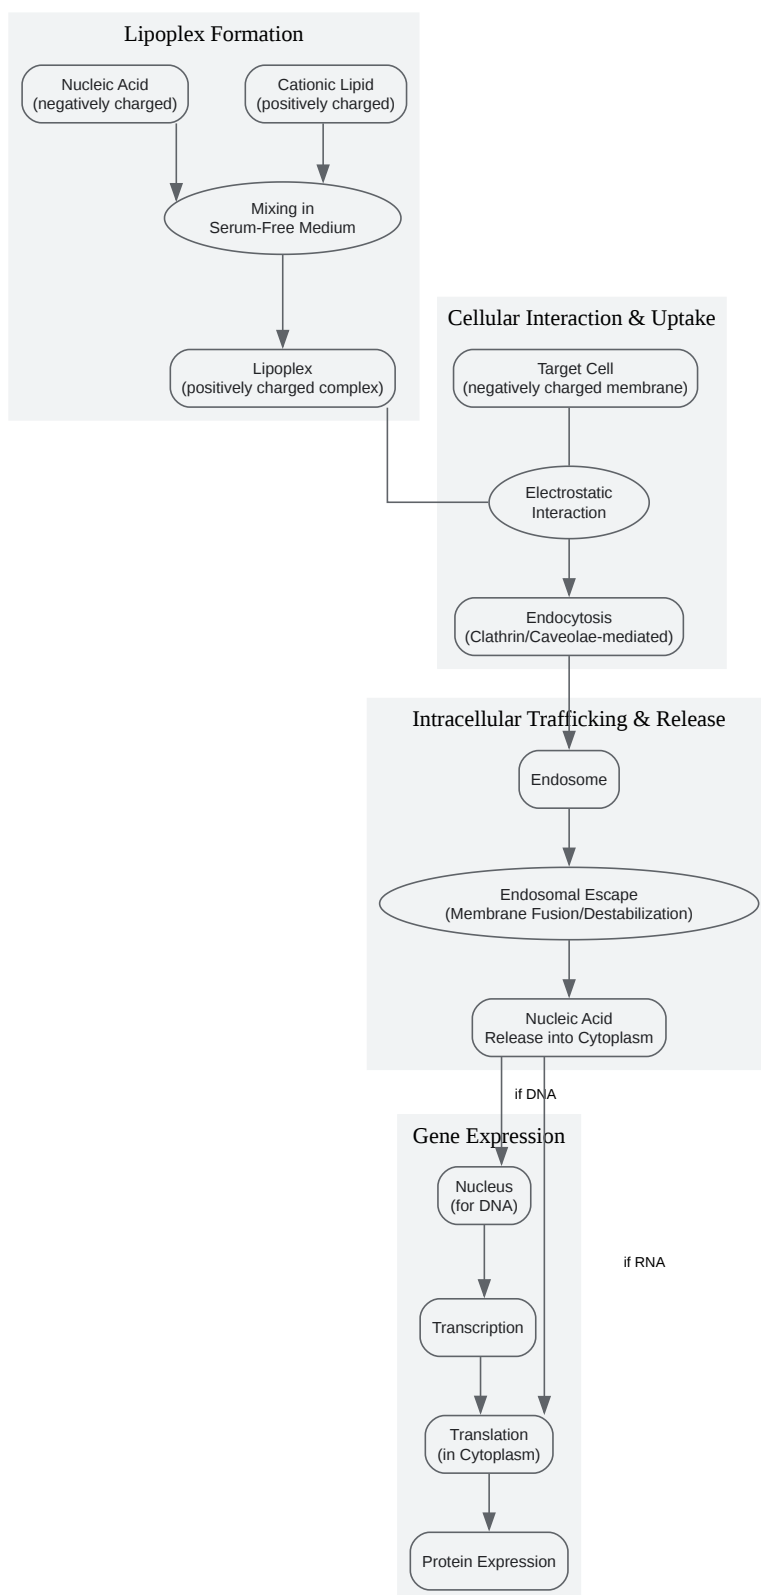 Lipoplex Formation
Nucleic Acid
(negatively charged)
Cationic Lipid
(positively charged)
Mixing in
Serum-Free Medium
Lipoplex
(positively charged complex)
Cellular Interaction & Uptake
Target Cell
(negatively charged membrane)
Electrostatic
Interaction
Endocytosis
(Clathrin/Caveolae-mediated)
Intracellular Trafficking & Release
Endosome
Endosomal Escape
(Membrane Fusion/Destabilization)
Nucleic Acid
Release into Cytoplasm
if DNA
Gene Expression
Nucleus
(for DNA)
if RNA
Transcription
Translation
(in Cytoplasm)
Protein Expression